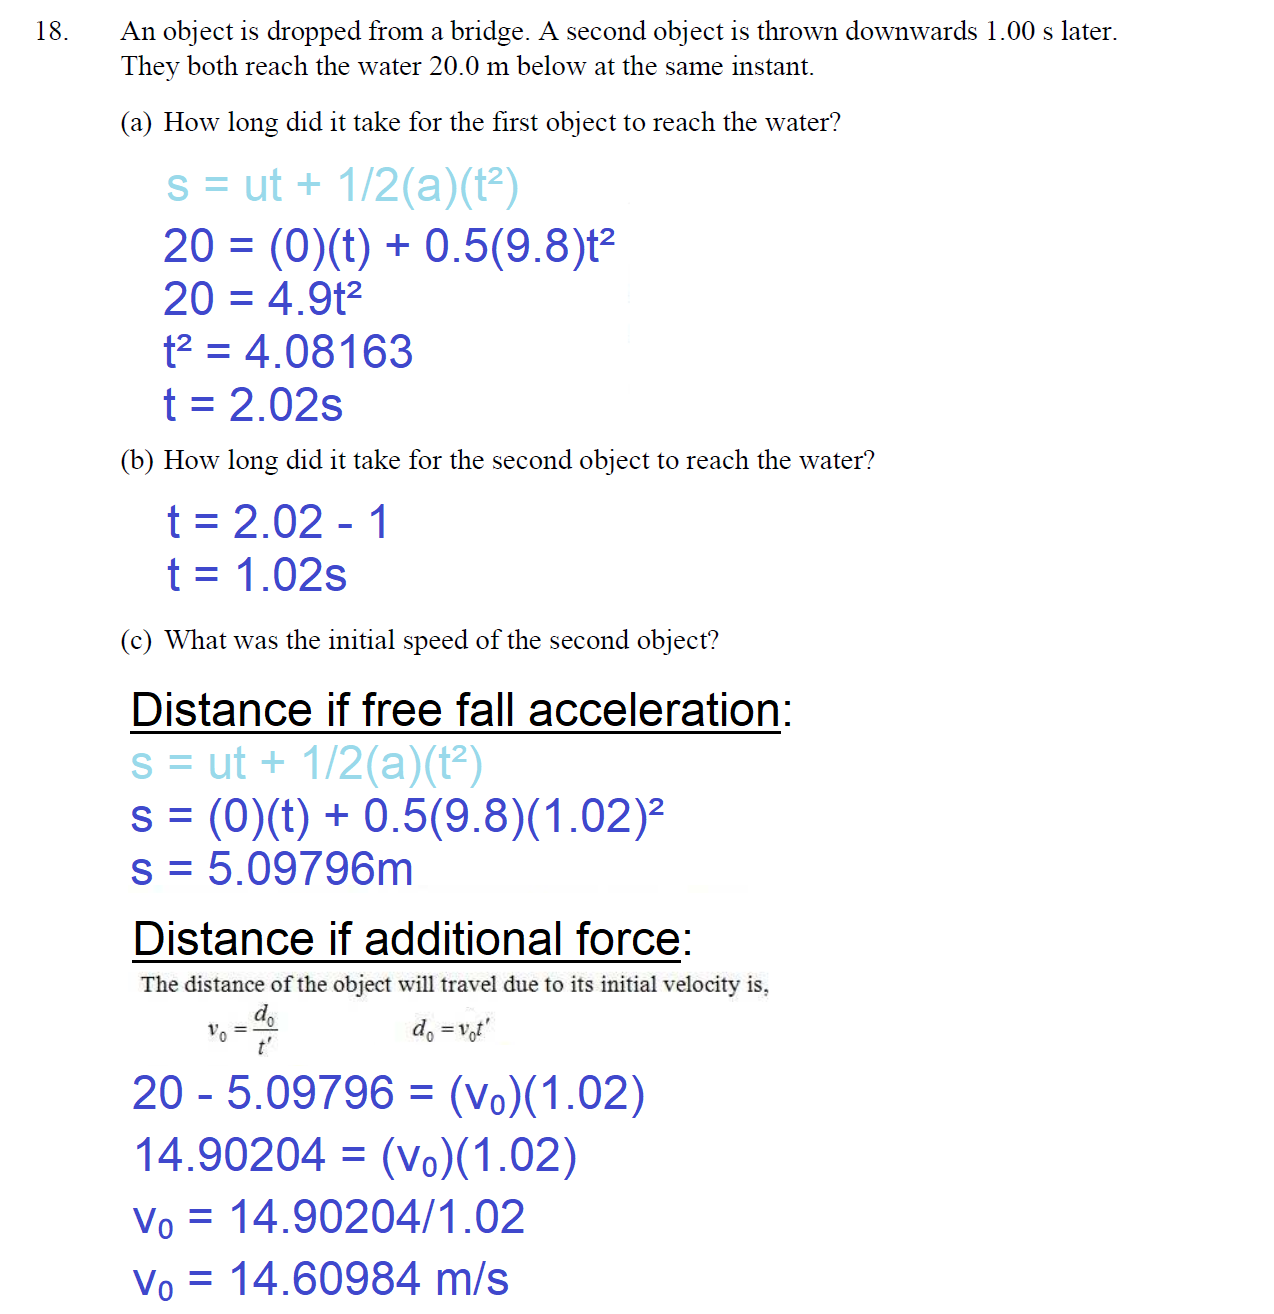 18. An object is dropped from a bridge. A second object is thrown downwards 1.00 s later.
They both reach the water 20.0 m below at the same instant.
(a) How long did it take for the first object to reach the water?
s = ut + 1/2(a)(t²)
20 = (0)(t) + 0.5(9.8)t²
20 = 4.9t²
t² = 4.08163
t = 2.02s
(b) How long did it take for the second object to reach the water?
t = 2.02 - 1
t = 1.02s
(c) What was the initial speed of the second object?
Distance if free fall acceleration:
s = ut + 1/2(a)(t²)
s = (0)(t) + 0.5(9.8)(1.02)²
s = 5.09796m
Distance if additional force:
The distance of the object will travel due to its initial velocity is,
v₀ = d₀/t′ d₀ = v₀t′
20 - 5.09796 = (v₀)(1.02)
14.90204 = (v₀)(1.02)
v₀ = 14.90204/1.02
v₀ = 14.60984 m/s